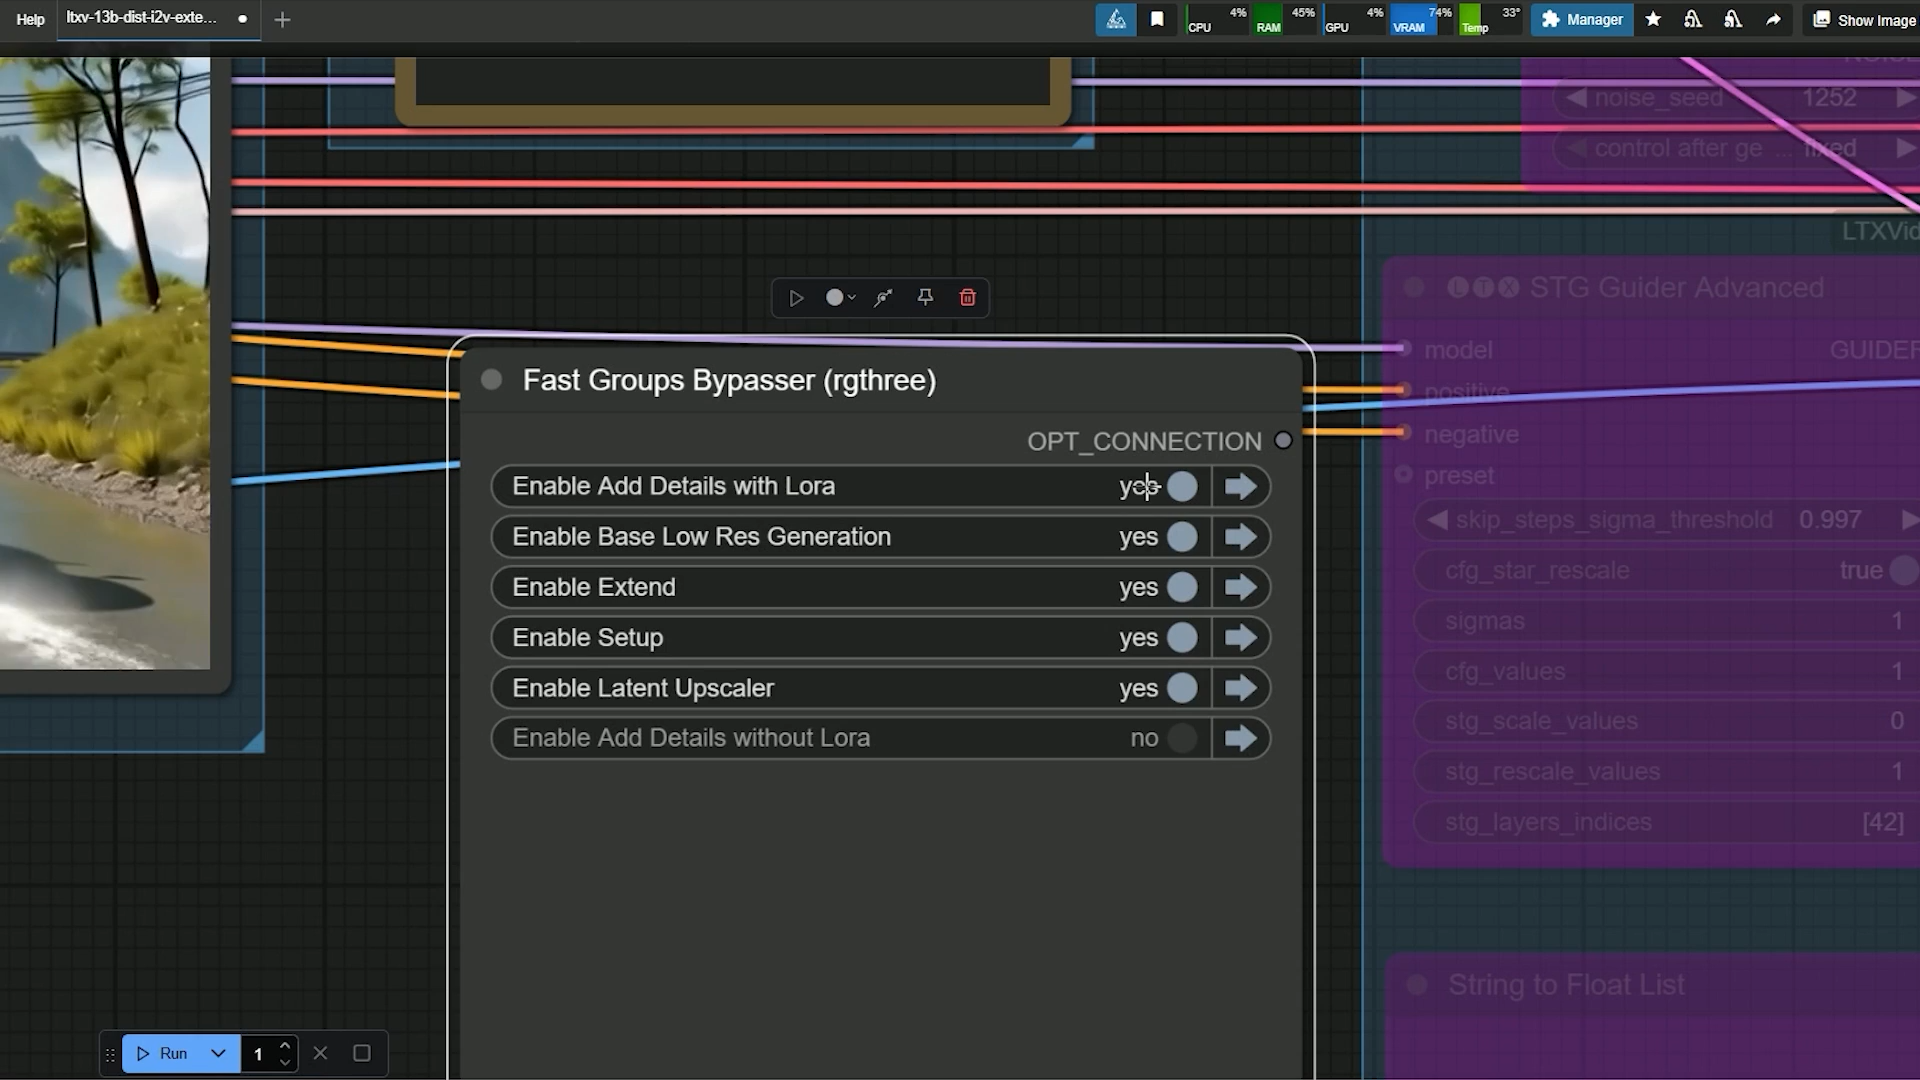 Help
ltxv-13b-dist-i2v-exte...
CPU 4%
RAM 45%
GPU 4%
VRAM 74%
Temp 33°
Manager
Show Image
noise_seed 1252
control after ge ... fixed
LTXVid
STG Guider Advanced
model GUIDER
positive
negative
preset
skip_steps_sigma_threshold 0.997
cfg_star_rescale true
sigmas 1
cfg_values 1
stg_scale_values 0
stg_rescale_values 1
stg_layers_indices [42]
String to Float List
Fast Groups Bypasser (rgthree)
OPT_CONNECTION
Enable Add Details with Lora yes
Enable Base Low Res Generation yes
Enable Extend yes
Enable Setup yes
Enable Latent Upscaler yes
Enable Add Details without Lora no
Run 1